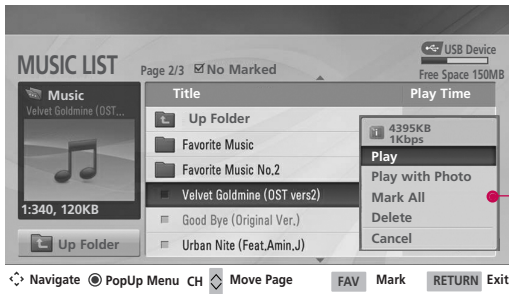 USB Device
MUSIC LIST
Page 2/3 No Marked
Free Space 150MB
Music
Velvet Goldmine (OST...
1:340, 120KB
Up Folder
Title Play Time
Up Folder
Favorite Music
Favorite Music No.2
Velvet Goldmine (OST vers2)
Good Bye (Original Ver.)
Urban Nite (Feat.Amin.J)
4395KB
1Kbps
Play
Play with Photo
Mark All
Delete
Cancel
Navigate PopUp Menu CH Move Page FAV Mark RETURN Exit